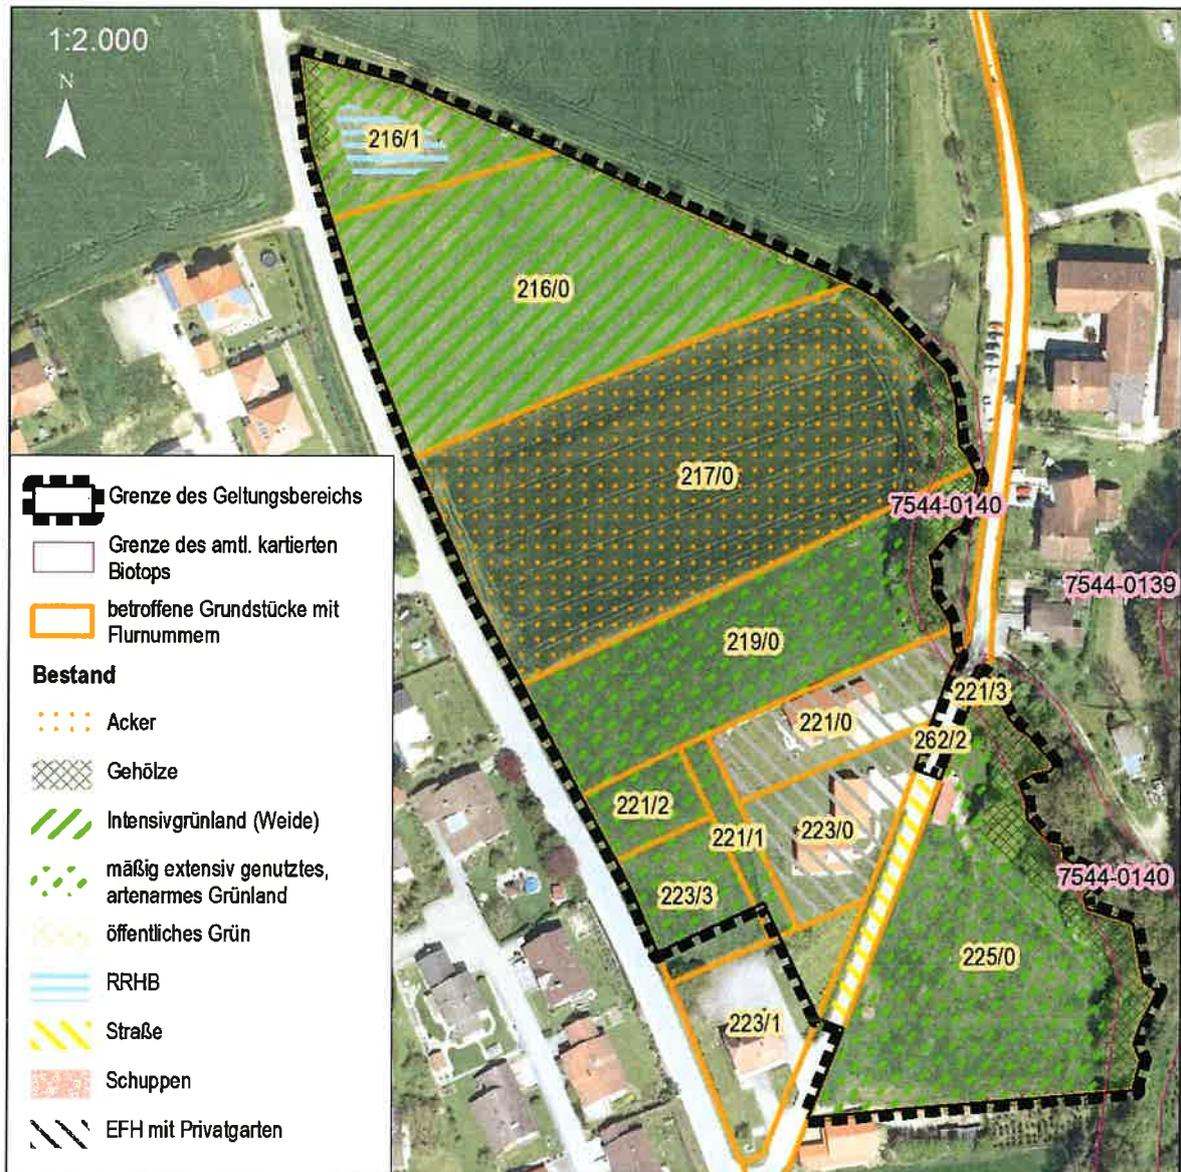 1:2.000
N
216/1
216/0
217/0
7544-0140
7544-0139
219/0
221/3
221/0
262/2
221/2
221/1
223/0
7544-0140
223/3
225/0
223/1
Grenze des Geltungsbereichs
Grenze des amtl. kartierten
Biotops
betroffene Grundstücke mit
Flurnummern
Bestand
Acker
Gehölze
Intensivgrünland (Weide)
mäßig extensiv genutztes,
artenarmes Grünland
öffentliches Grün
RRHB
Straße
Schuppen
EFH mit Privatgarten